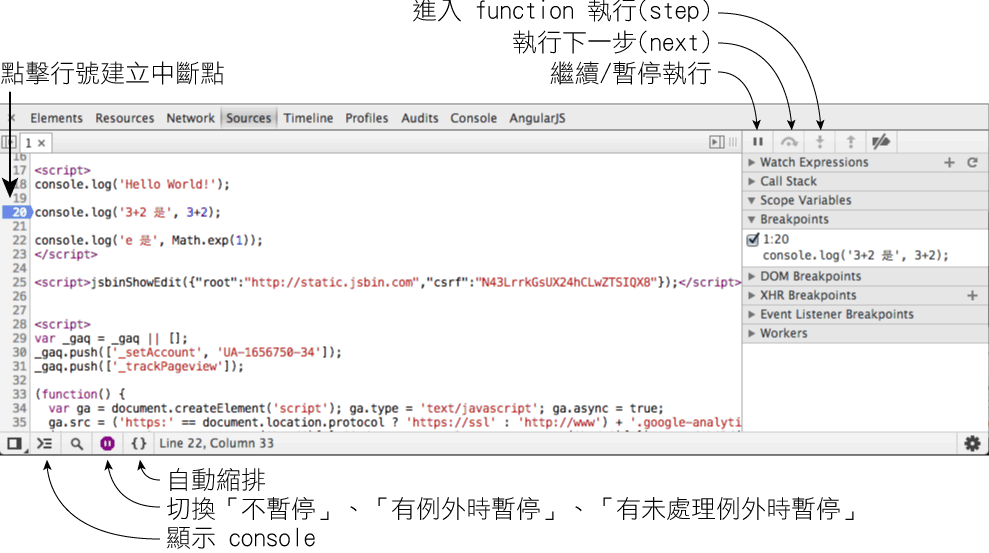 進入 function 執行(step)
執行下一步(next)
繼續/暫停執行
點擊行號建立中斷點
× Elements Resources Network Sources Timeline Profiles Audits Console AngularJS
1 ×
16
17 <script>
18 console.log('Hello World!');
19
20 console.log('3+2 是', 3+2);
21
22 console.log('e 是', Math.exp(1));
23 </script>
24
25 <script>jsbinShowEdit({"root":"http://static.jsbin.com","csrf":"N43LrrkGsUX24hCLwZTSIQX8"});</script>
26
27
28 <script>
29 var _gaq = _gaq || [];
30 _gaq.push(['_setAccount', 'UA-1656750-34']);
31 _gaq.push(['_trackPageview']);
32
33 (function() {
34 var ga = document.createElement('script'); ga.type = 'text/javascript'; ga.async = true;
35 ga.src = ('https:' == document.location.protocol ? 'https://ssl' : 'http://www') + '.google-analyti
Watch Expressions
Call Stack
Scope Variables
Breakpoints
1:20
console.log('3+2 是', 3+2);
DOM Breakpoints
XHR Breakpoints
Event Listener Breakpoints
Workers
{} Line 22, Column 33
自動縮排
切換「不暫停」、「有例外時暫停」、「有未處理例外時暫停」
顯示 console